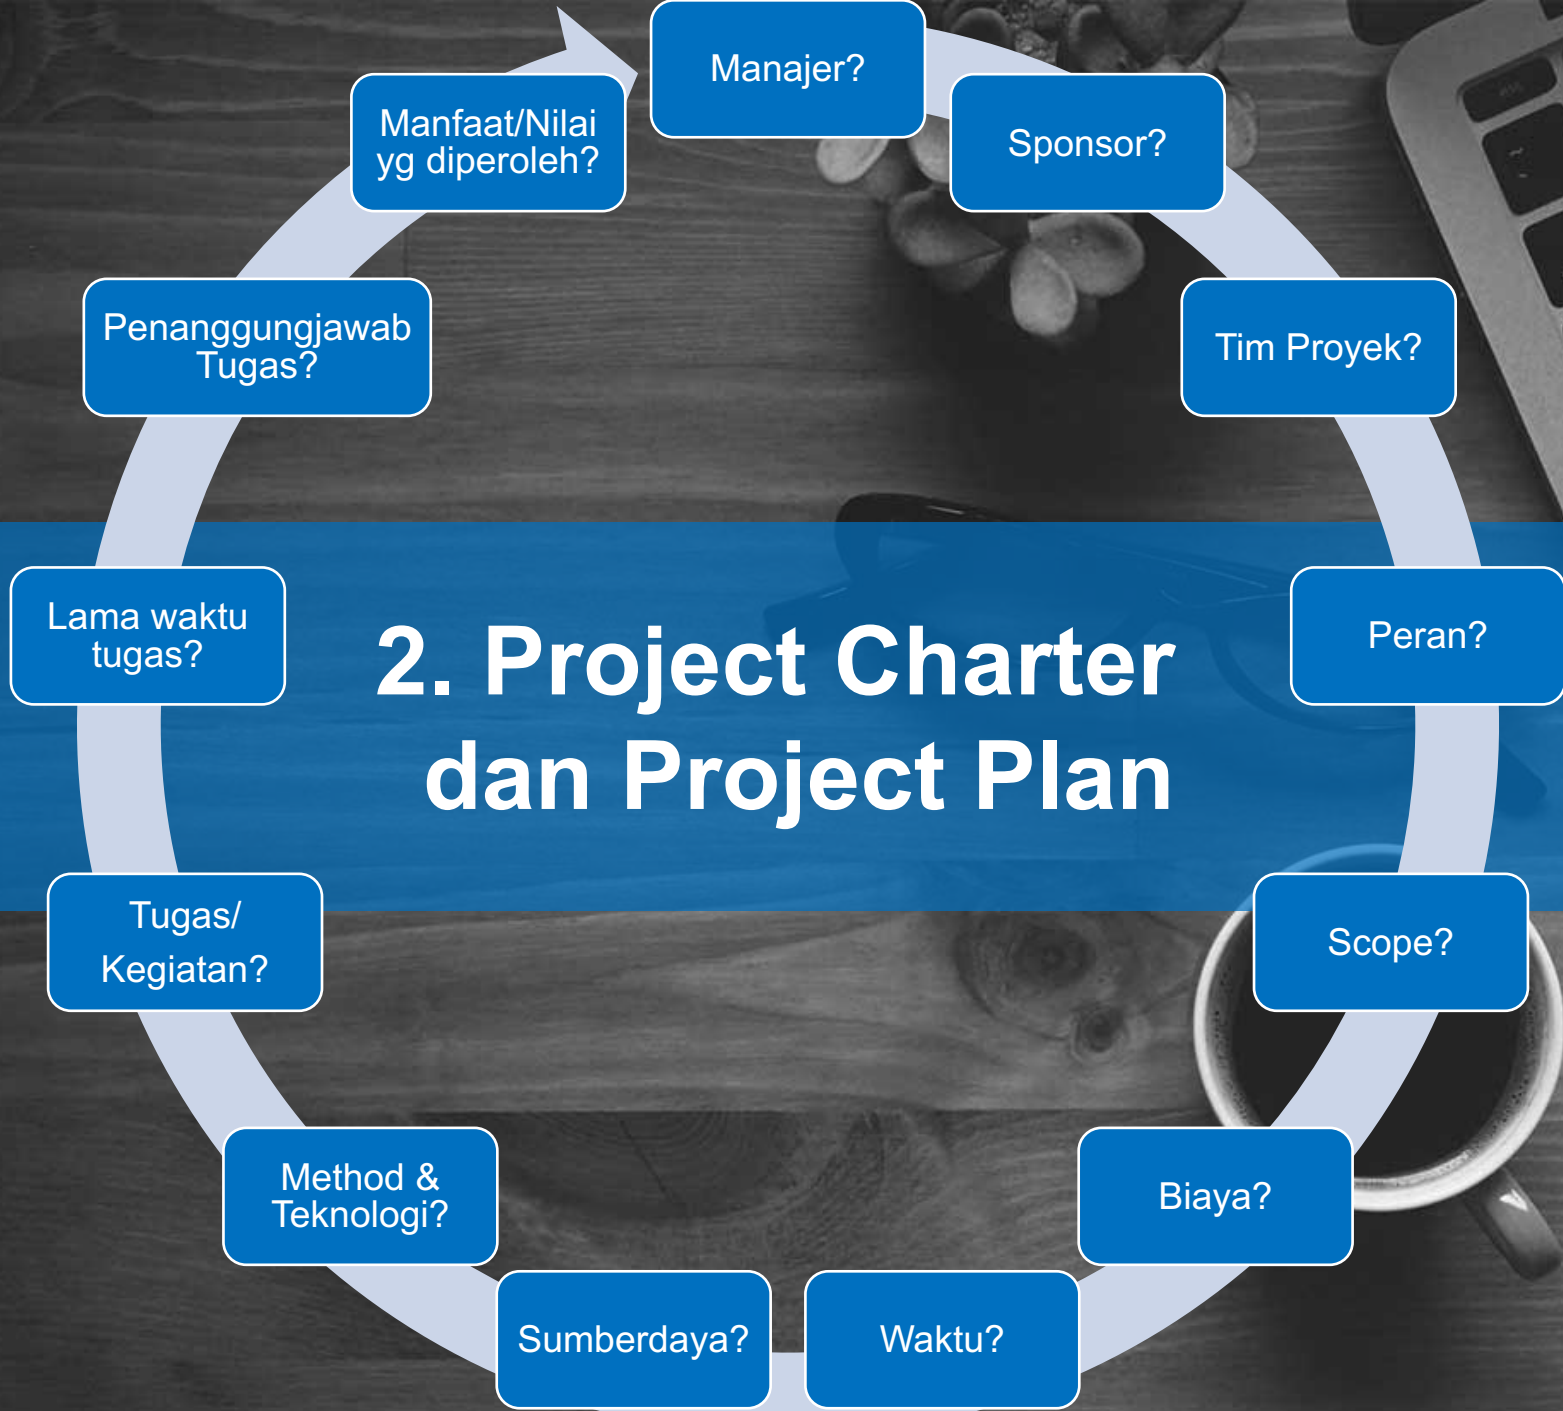 Manajer?
Sponsor?
Tim Proyek?
Peran?
Scope?
Biaya?
Waktu?
Sumberdaya?
Method &
Teknologi?
Tugas/
Kegiatan?
Lama waktu
tugas?
Penanggungjawab
Tugas?
Manfaat/Nilai
yg diperoleh?
2. Project Charter
dan Project Plan